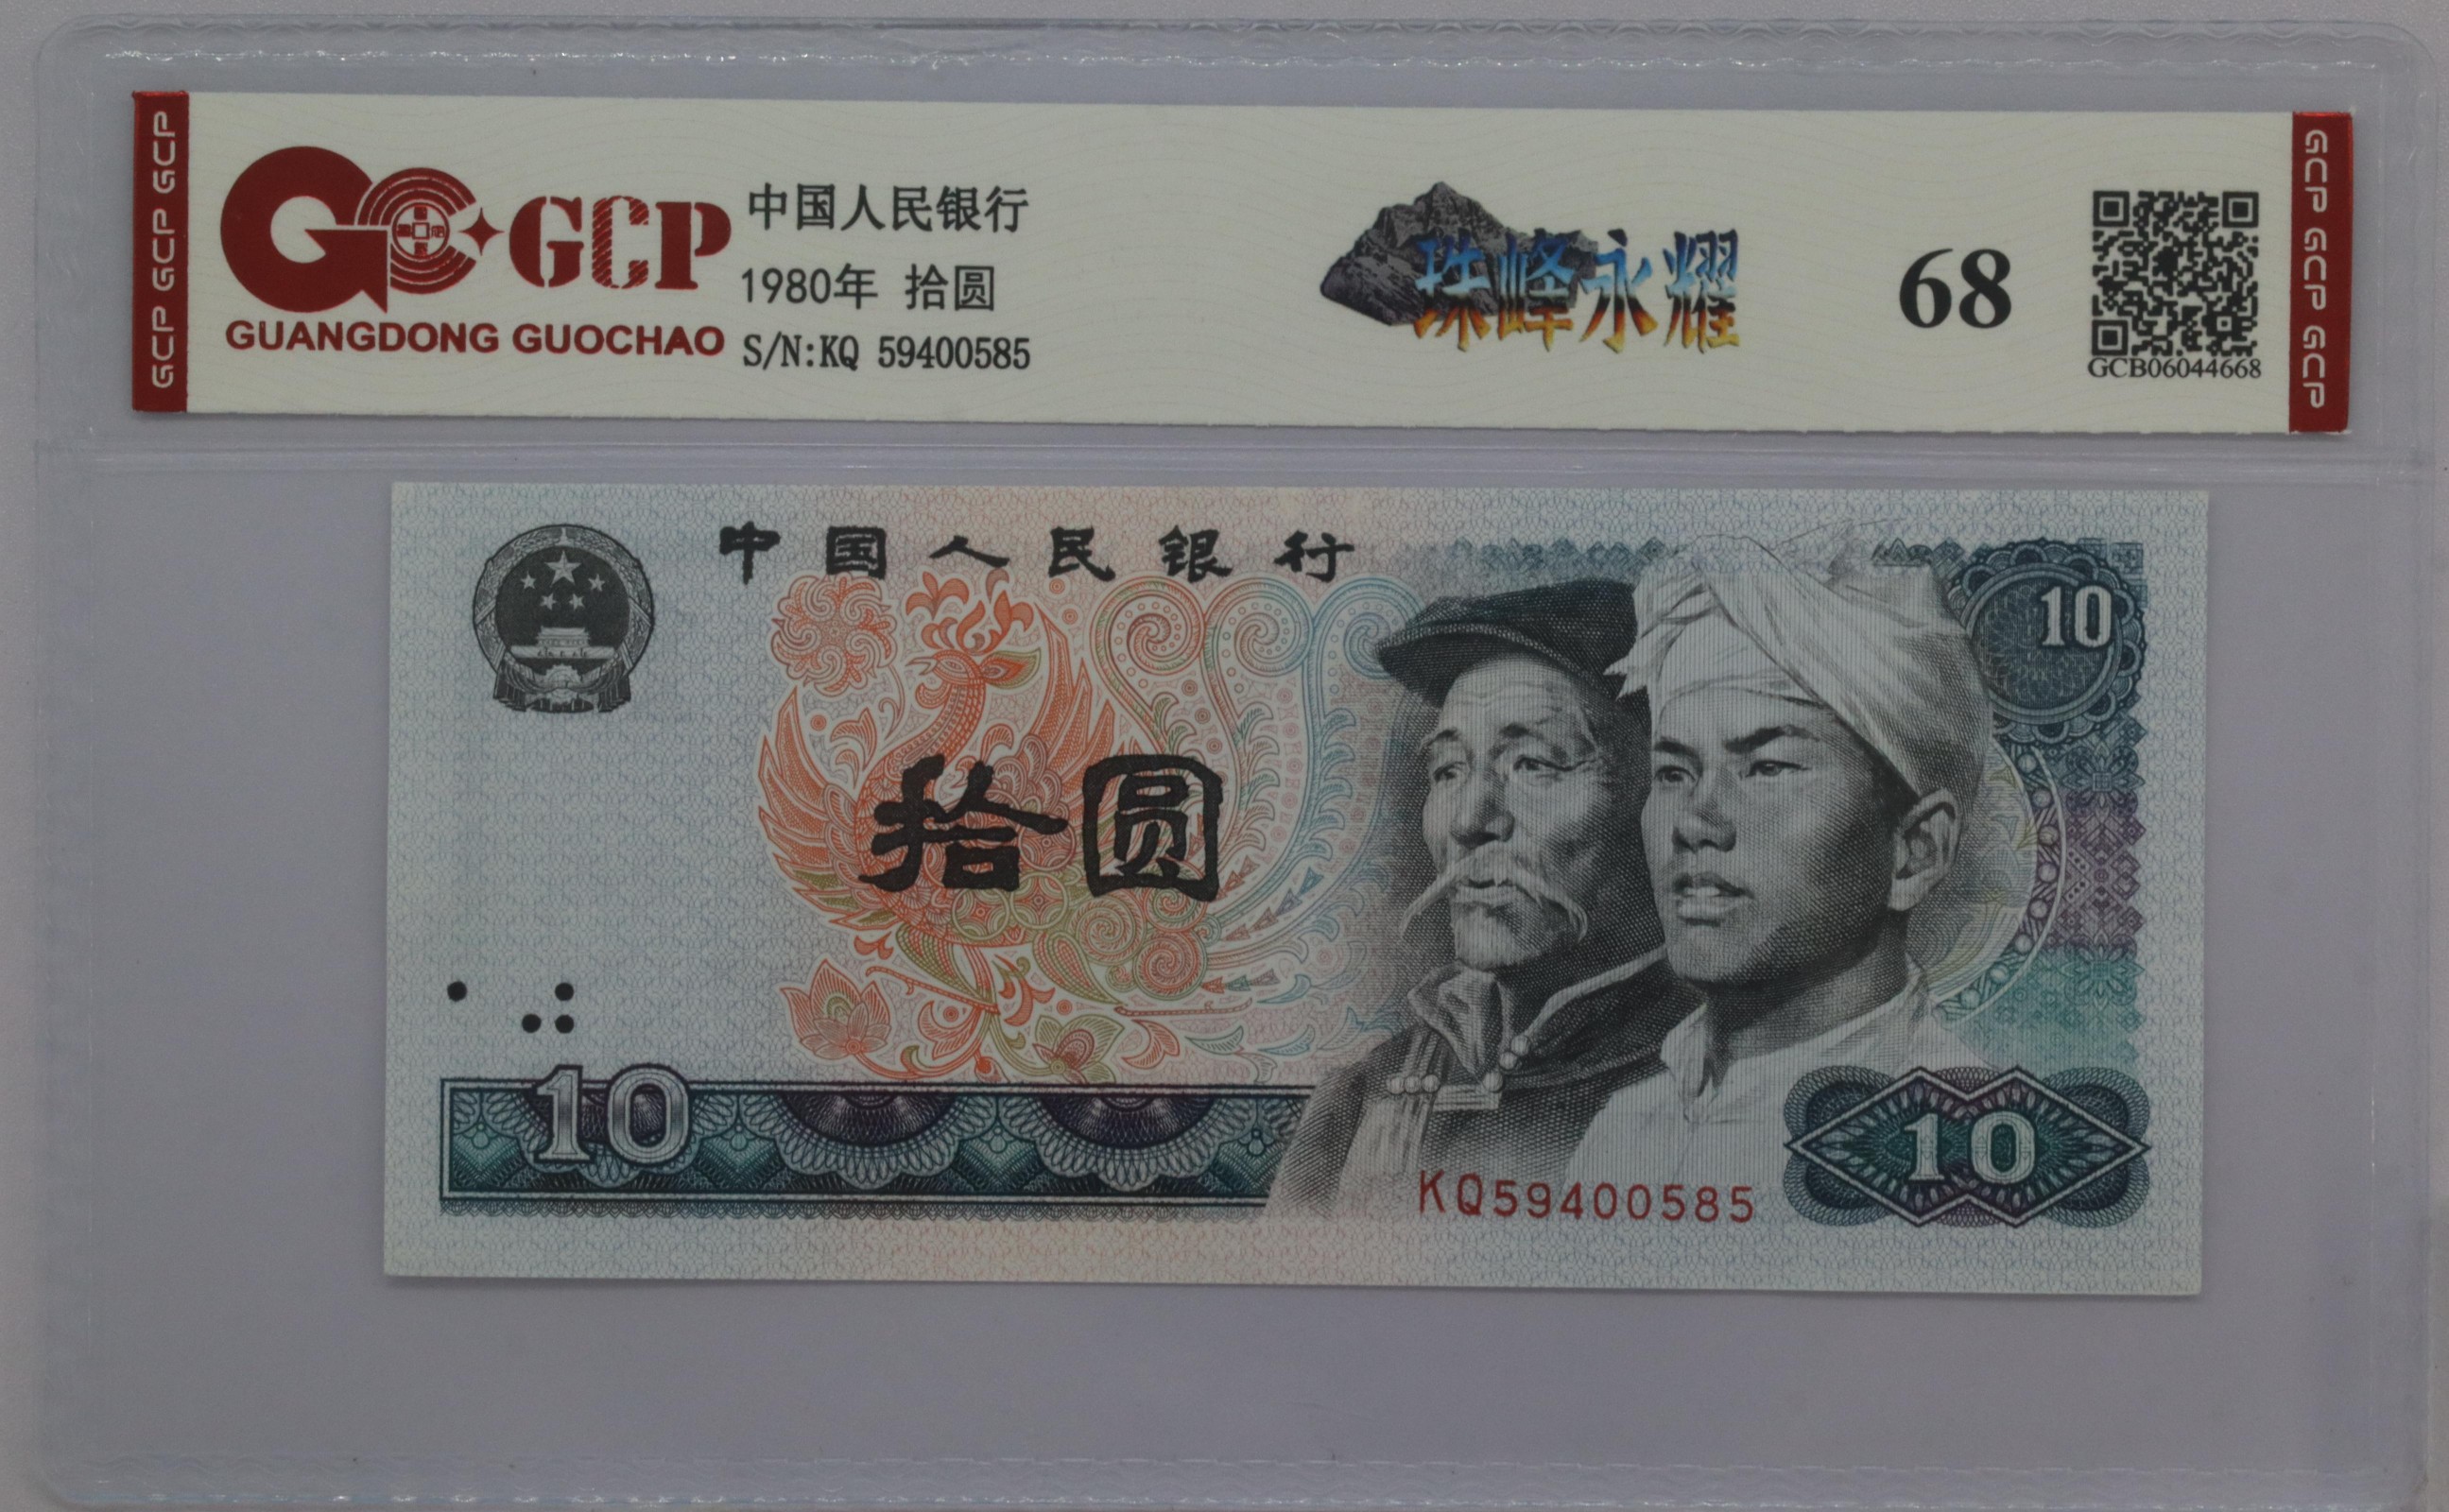 GCP GCP GCP
GCP
GUANGDONG GUOCHAO
中国人民银行
1980年 拾圆
S/N:KQ 59400585
珠峰永耀
68
GCB06044668
GCP GCP GCP
中国人民银行
10
拾圆
10
KQ59400585
10